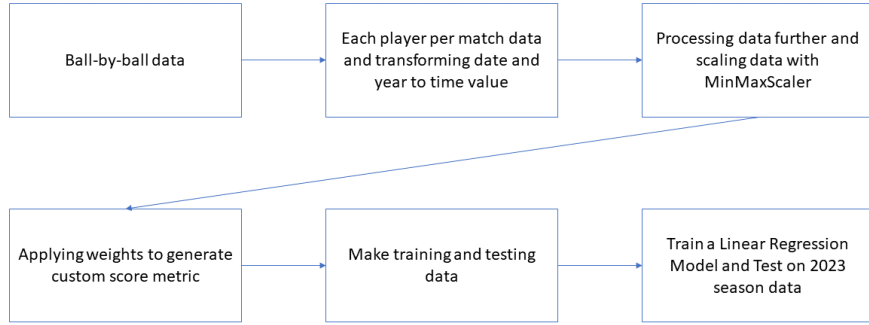 Ball-by-ball data
Each player per match data
and transforming date and
year to time value
Processing data further and
scaling data with
MinMaxScaler
Applying weights to generate
custom score metric
Make training and testing
data
Train a Linear Regression
Model and Test on 2023
season data